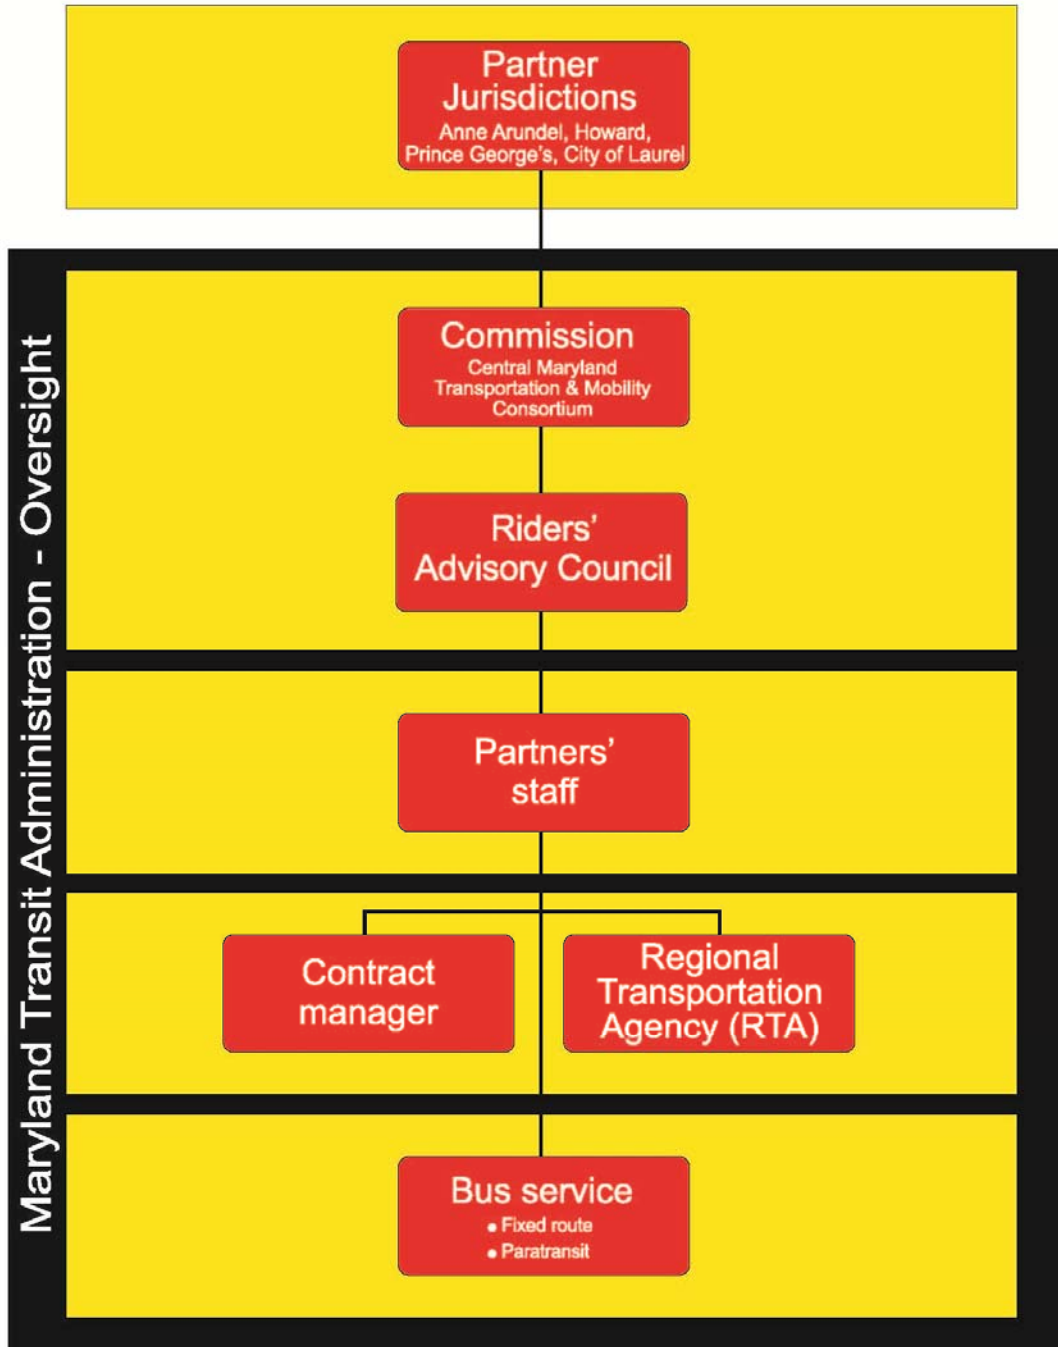 Partner
Jurisdictions
Anne Arundel, Howard,
Prince George's, City of Laurel
Maryland Transit Administration - Oversight
Commission
Central Maryland
Transportation & Mobility
Consortium
Riders'
Advisory Council
Partners'
staff
Contract
manager
Regional
Transportation
Agency (RTA)
Bus service
• Fixed route
• Paratransit